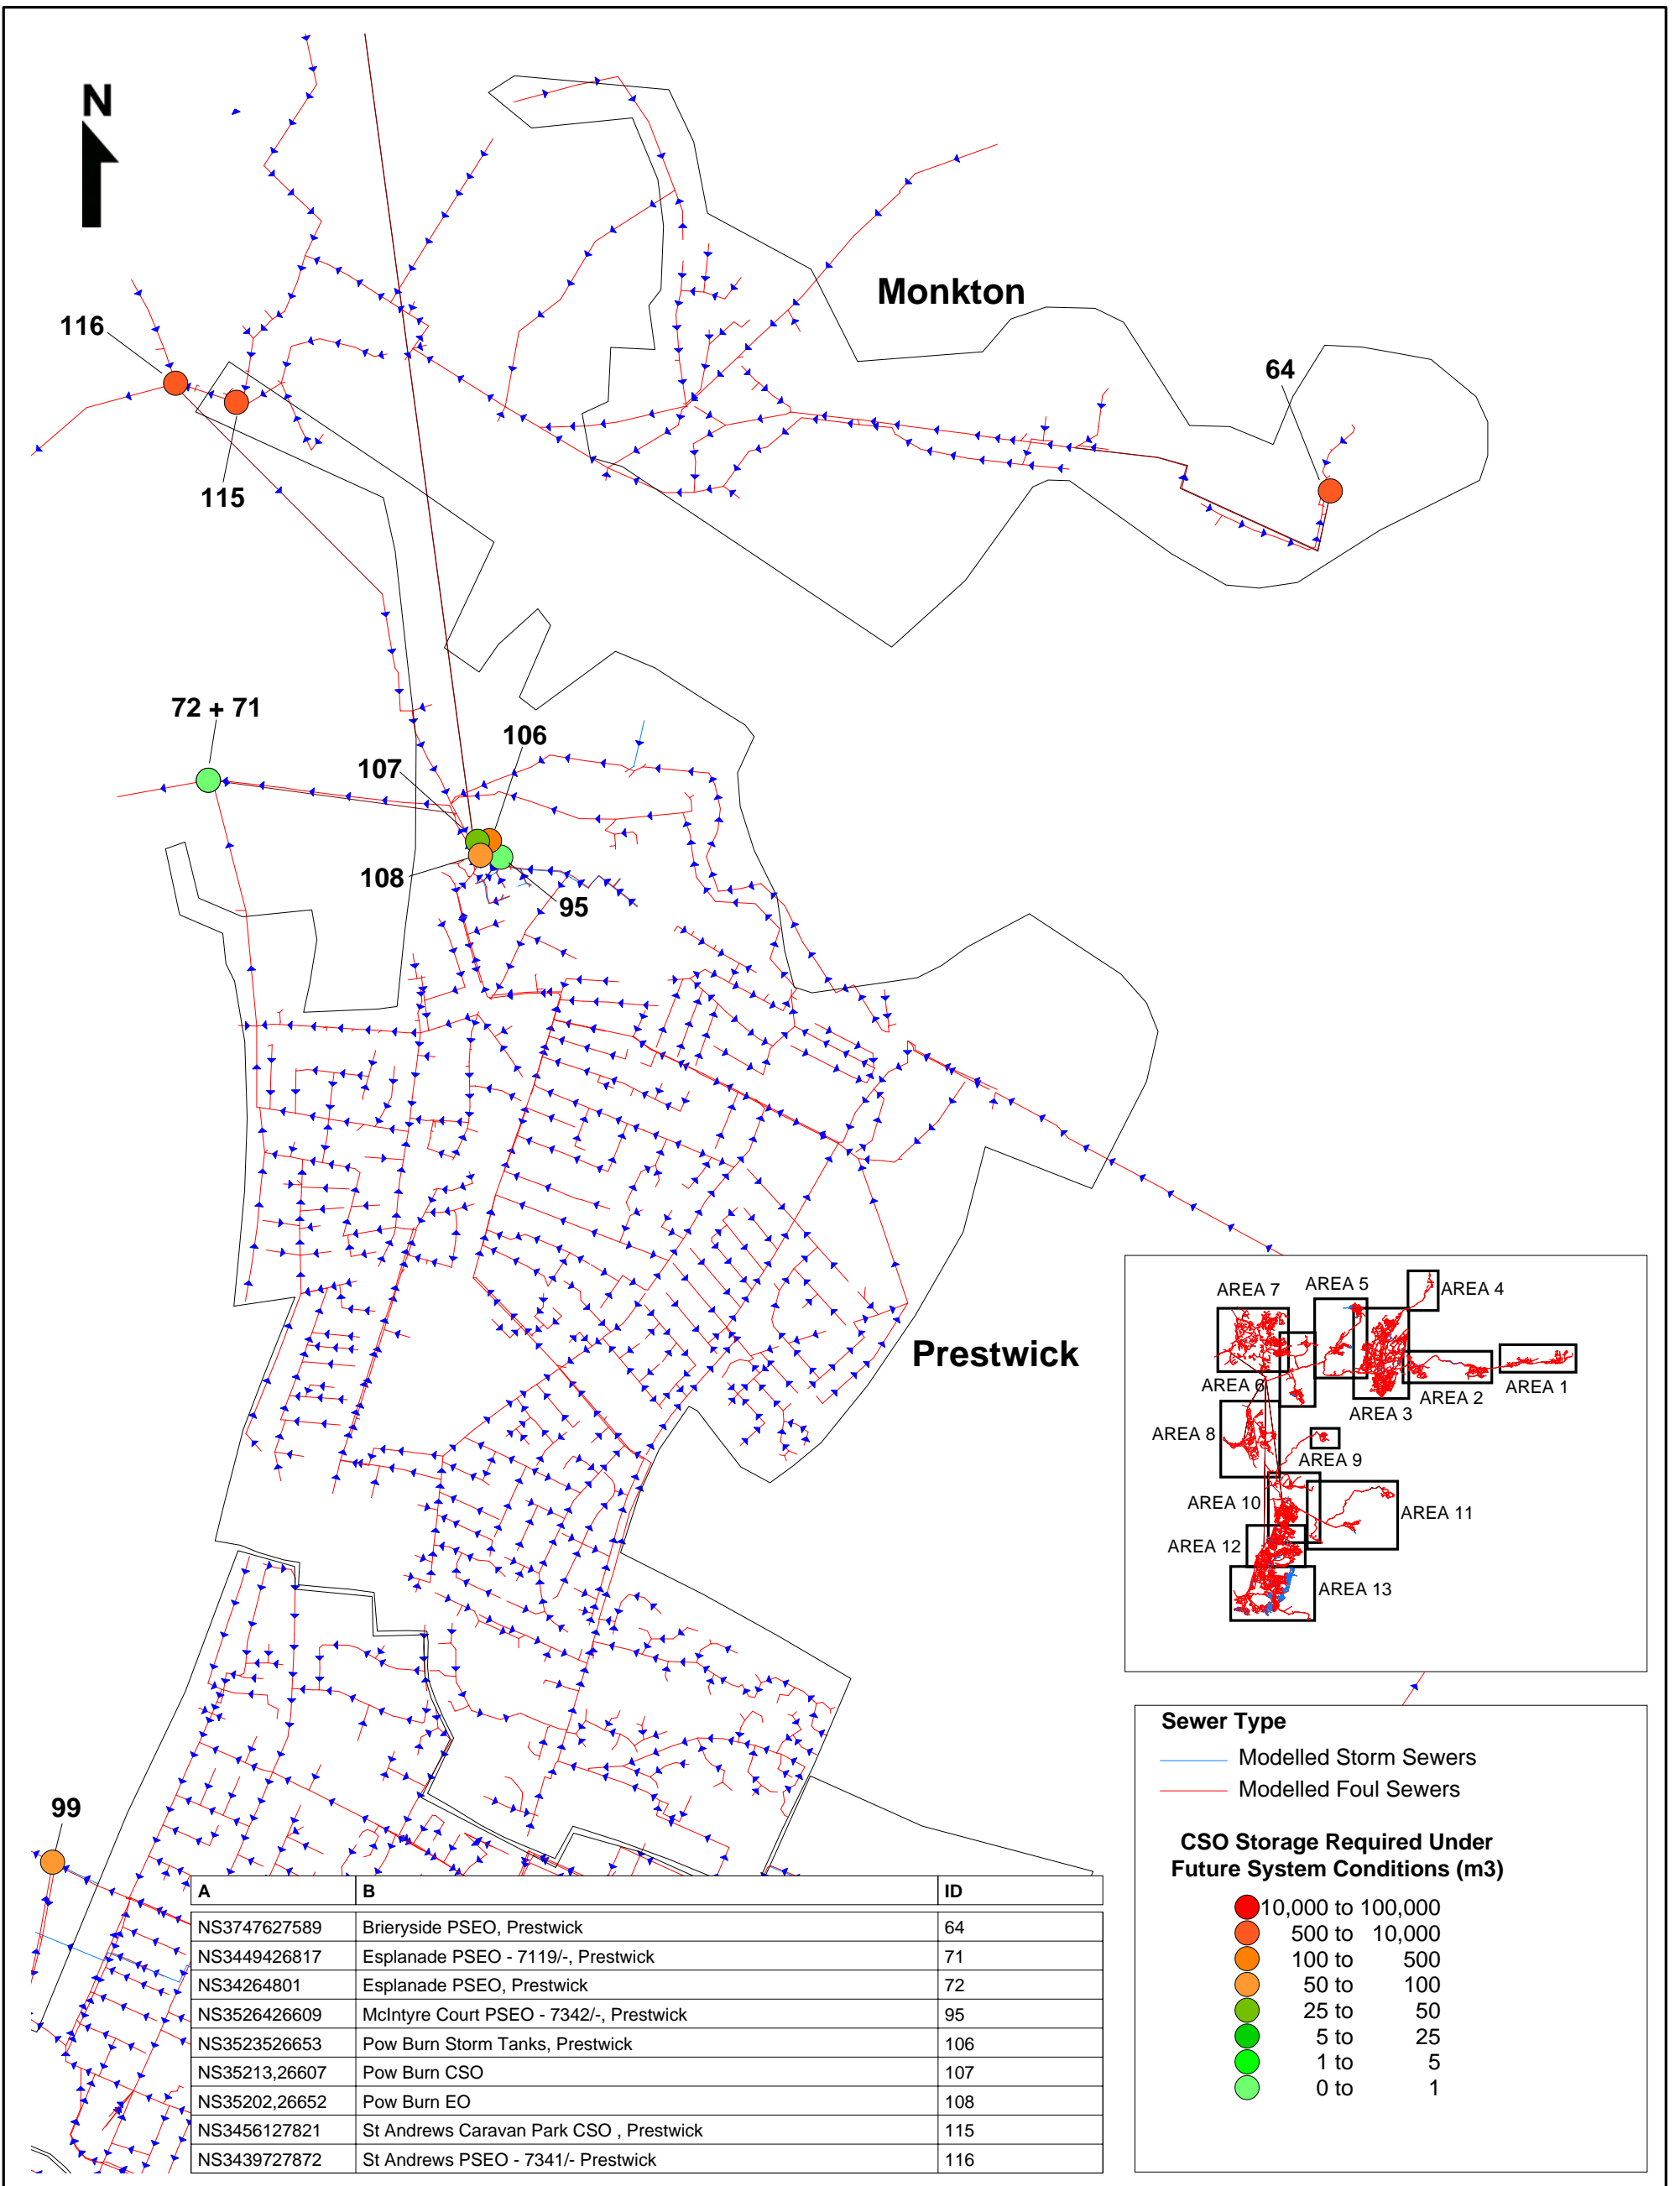 N
Monkton
116
64
115
72 + 71
106
107
108
95
AREA 7
AREA 5
AREA 4
AREA 6
AREA 3
AREA 2
AREA 1
AREA 8
AREA 9
AREA 10
AREA 11
AREA 12
AREA 13
Prestwick
99
Sewer Type
Modelled Storm Sewers
Modelled Foul Sewers
CSO Storage Required Under
Future System Conditions (m3)
10,000 to 100,000
500 to 10,000
100 to 500
50 to 100
25 to 50
5 to 25
1 to 5
0 to 1
A B ID
NS3747627589 Brieryside PSEO, Prestwick 64
NS3449426817 Esplanade PSEO - 7119/-, Prestwick 71
NS34264801 Esplanade PSEO, Prestwick 72
NS3526426609 McIntyre Court PSEO - 7342/-, Prestwick 95
NS3523526653 Pow Burn Storm Tanks, Prestwick 106
NS35213,26607 Pow Burn CSO 107
NS35202,26652 Pow Burn EO 108
NS3456127821 St Andrews Caravan Park CSO , Prestwick 115
NS3439727872 St Andrews PSEO - 7341/- Prestwick 116